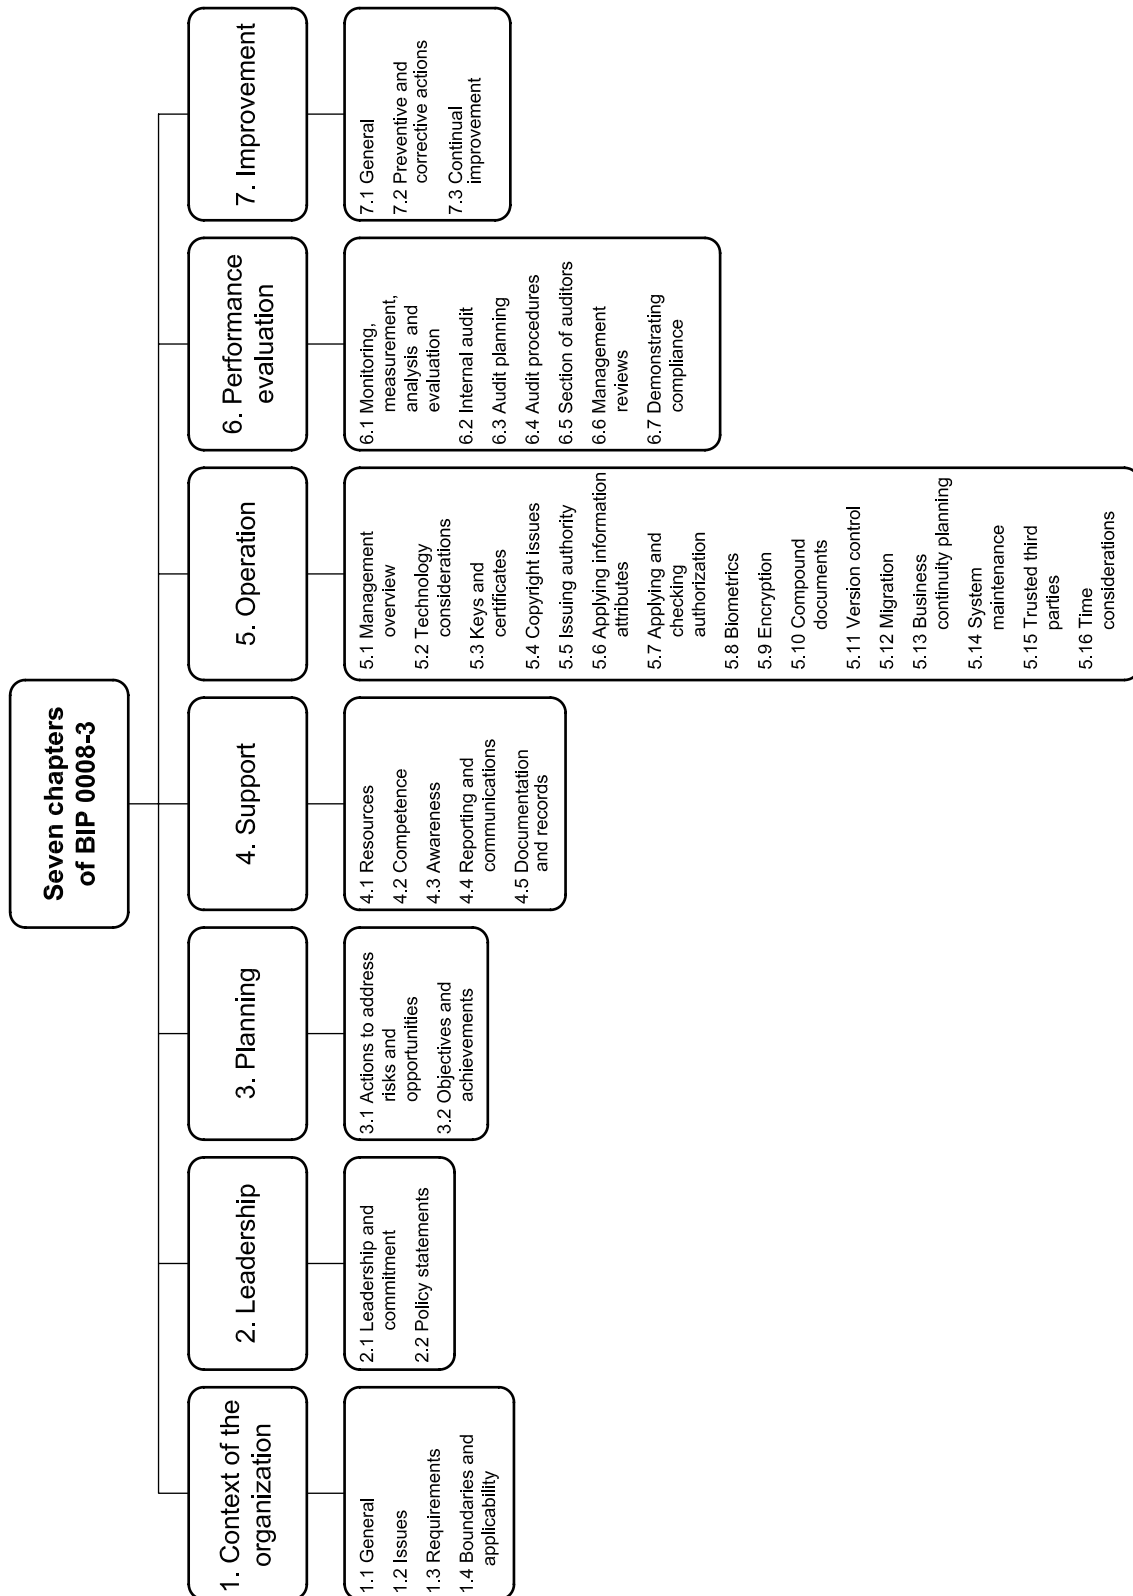 Seven chapters
of BIP 0008-3
1. Context of the
organization
1.1 General
1.2 Issues
1.3 Requirements
1.4 Boundaries and
applicability
2. Leadership
2.1 Leadership and
commitment
2.2 Policy statements
3. Planning
3.1 Actions to address
risks and
opportunities
3.2 Objectives and
achievements
4. Support
4.1 Resources
4.2 Competence
4.3 Awareness
4.4 Reporting and
communications
4.5 Documentation
and records
5. Operation
5.1 Management
overview
5.2 Technology
considerations
5.3 Keys and
certificates
5.4 Copyright issues
5.5 Issuing authority
5.6 Applying information
attributes
5.7 Applying and
checking
authorization
5.8 Biometrics
5.9 Encryption
5.10 Compound
documents
5.11 Version control
5.12 Migration
5.13 Business
continuity planning
5.14 System
maintenance
5.15 Trusted third
parties
5.16 Time
considerations
6. Performance
evaluation
6.1 Monitoring,
measurement,
analysis and
evaluation
6.2 Internal audit
6.3 Audit planning
6.4 Audit procedures
6.5 Section of auditors
6.6 Management
reviews
6.7 Demonstrating
compliance
7. Improvement
7.1 General
7.2 Preventive and
corrective actions
7.3 Continual
improvement